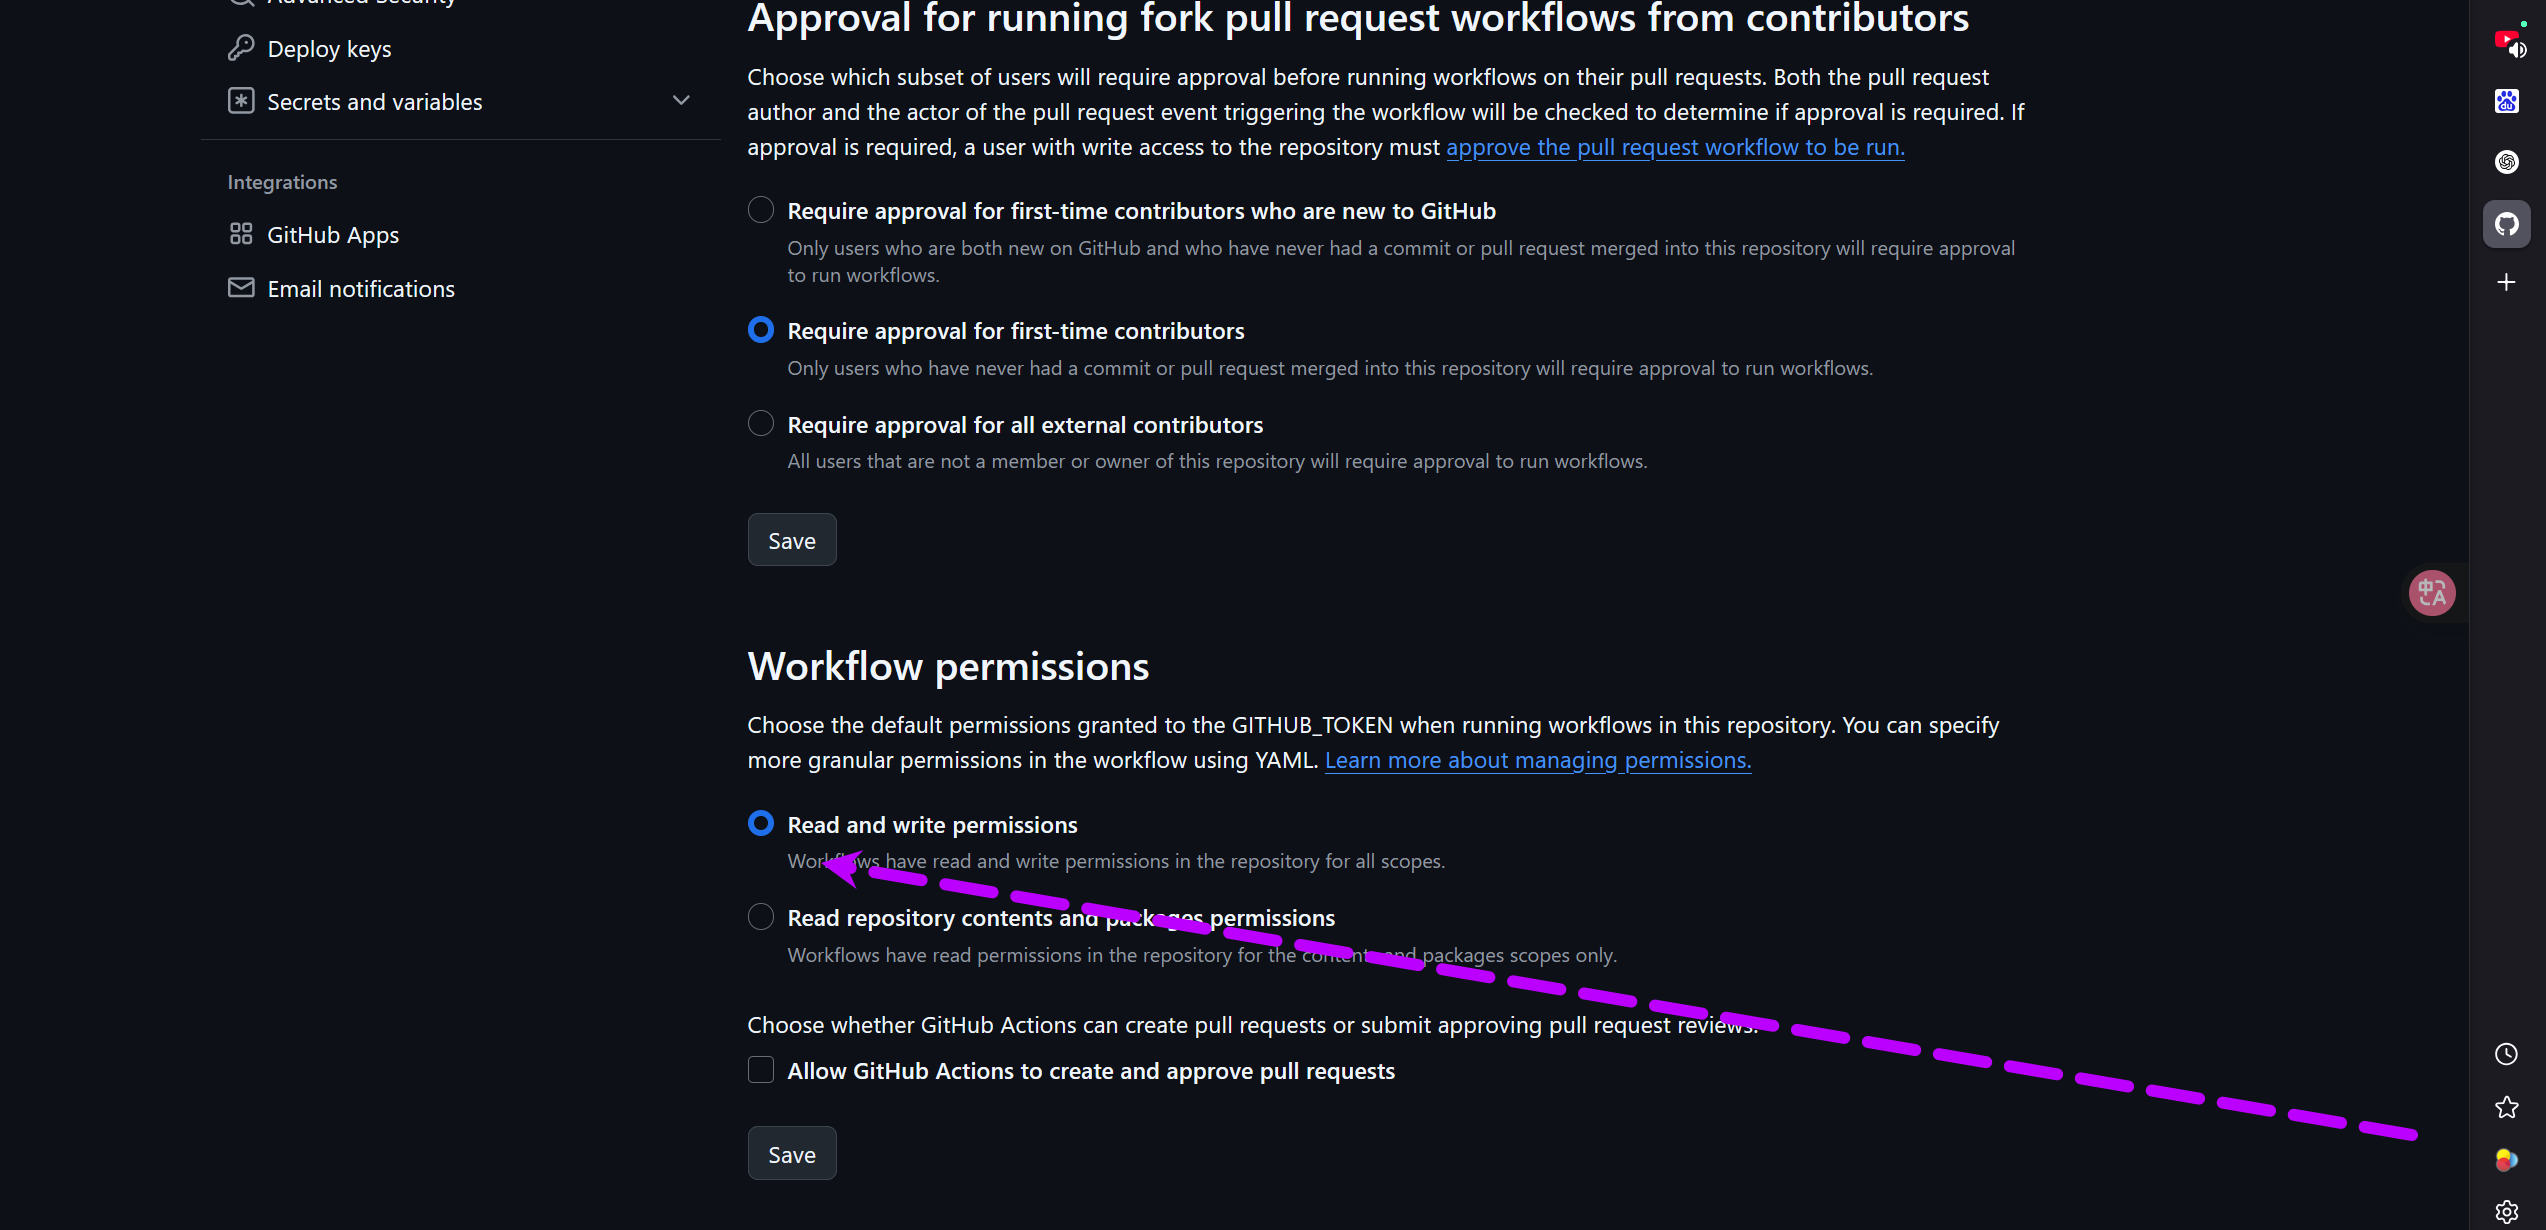 Advanced Security
Deploy keys
Secrets and variables
Integrations
GitHub Apps
Email notifications
Approval for running fork pull request workflows from contributors
Choose which subset of users will require approval before running workflows on their pull requests. Both the pull request
author and the actor of the pull request event triggering the workflow will be checked to determine if approval is required. If
approval is required, a user with write access to the repository must approve the pull request workflow to be run.
Require approval for first-time contributors who are new to GitHub
Only users who are both new on GitHub and who have never had a commit or pull request merged into this repository will require approval
to run workflows.
Require approval for first-time contributors
Only users who have never had a commit or pull request merged into this repository will require approval to run workflows.
Require approval for all external contributors
All users that are not a member or owner of this repository will require approval to run workflows.
Save
Workflow permissions
Choose the default permissions granted to the GITHUB_TOKEN when running workflows in this repository. You can specify
more granular permissions in the workflow using YAML. Learn more about managing permissions.
Read and write permissions
Workflows have read and write permissions in the repository for all scopes.
Read repository contents and packages permissions
Workflows have read permissions in the repository for the contents and packages scopes only.
Choose whether GitHub Actions can create pull requests or submit approving pull request reviews.
Allow GitHub Actions to create and approve pull requests
Save
du
中A